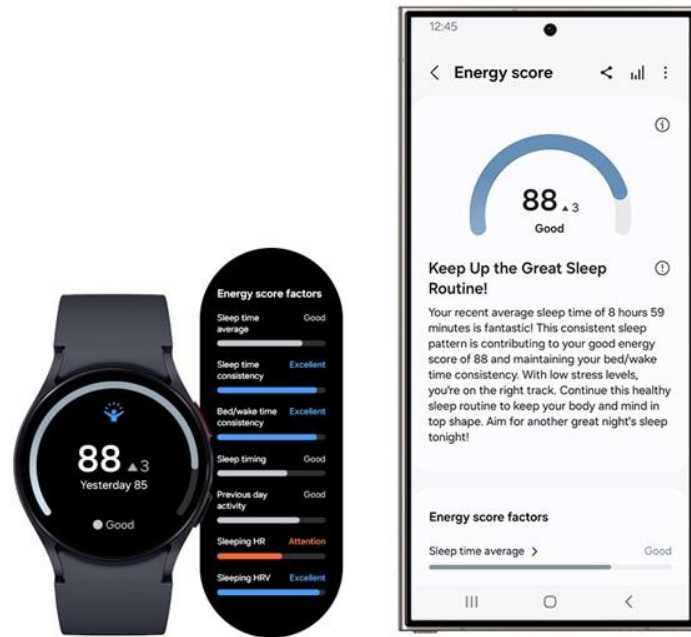 88 ▲3
Yesterday 85
Good
Energy score factors
Sleep time
average
Good
Sleep time
consistency
Excellent
Bed/wake time
consistency
Excellent
Sleep timing
Good
Previous day
activity
Good
Sleeping HR
Attention
Sleeping HRV
Excellent
12:45
Energy score
88 ▲3
Good
Keep Up the Great Sleep
Routine!
Your recent average sleep time of 8 hours 59
minutes is fantastic! This consistent sleep
pattern is contributing to your good energy
score of 88 and maintaining your bed/wake
time consistency. With low stress levels,
you're on the right track. Continue this healthy
sleep routine to keep your body and mind in
top shape. Aim for another great night's sleep
tonight!
Energy score factors
Sleep time average
Good